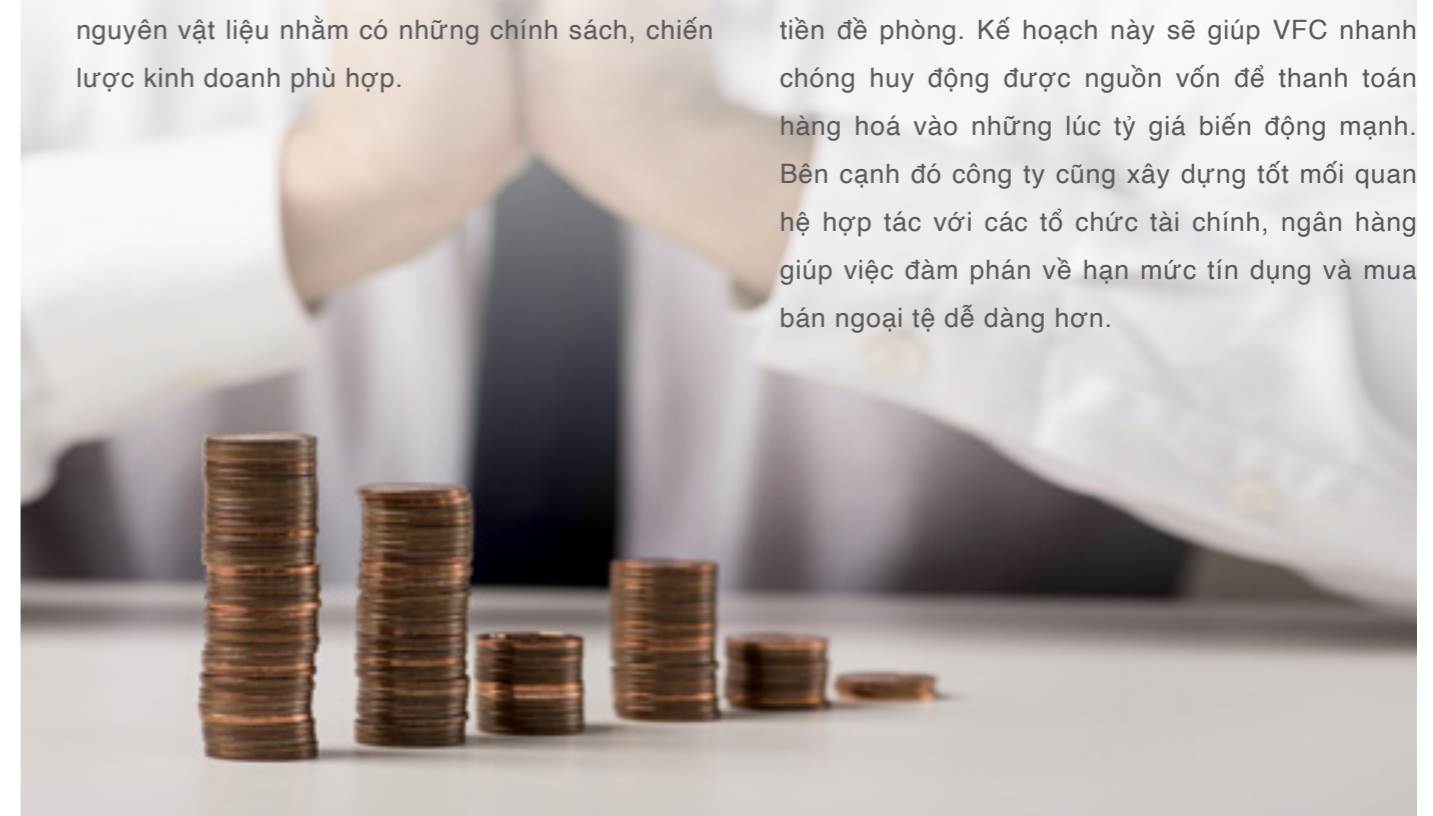 nguyên vật liệu nhằm có những chính sách, chiến
lược kinh doanh phù hợp.
tiền đề phòng. Kế hoạch này sẽ giúp VFC nhanh
chóng huy động được nguồn vốn để thanh toán
hàng hoá vào những lúc tỷ giá biến động mạnh.
Bên cạnh đó công ty cũng xây dựng tốt mối quan
hệ hợp tác với các tổ chức tài chính, ngân hàng
giúp việc đàm phán về hạn mức tín dụng và mua
bán ngoại tệ dễ dàng hơn.